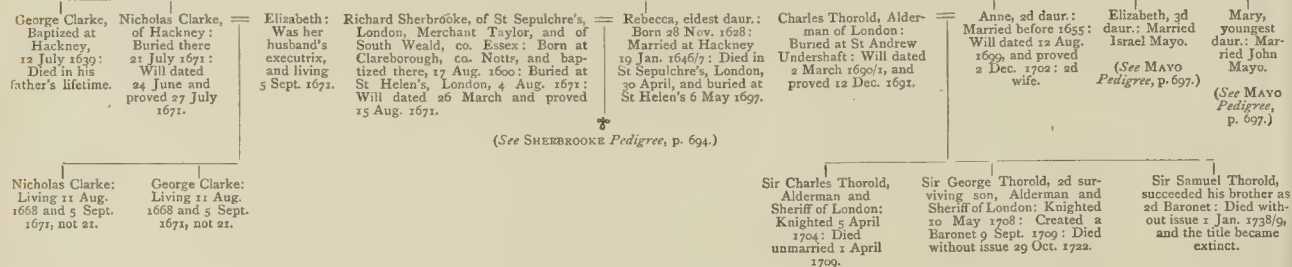 George Clarke,
Baptized at
Hackney,
12 July 1639:
Died in his
father's lifetime.
Nicholas Clarke,
of Hackney:
Buried there
21 July 1671:
Will dated
24 June and
proved 27 July
1671.
Elizabeth:
Was her
husband's
executrix,
and living
5 Sept. 1671.
Richard Sherbrooke, of St Sepulchre's,
London, Merchant Taylor, and of
South Weald, co. Essex: Born at
Clareborough, co. Notts, and bap-
tized there, 17 Aug. 1600: Buried at
St Helen's, London, 4 Aug. 1671:
Will dated 26 March and proved
15 Aug. 1671.
Rebecca, eldest daur.:
Born 28 Nov. 1628:
Married at Hackney
19 Jan. 1646/7: Died in
St Sepulchre's, London,
30 April, and buried at
St Helen's 6 May 1697.
(See SHERBROOKE Pedigree, p. 694.)
Charles Thorold, Alder-
man of London:
Buried at St Andrew
Undershaft: Will dated
2 March 1690/1, and
proved 12 Dec. 1691.
Anne, 2d daur.:
Married before 1655:
Will dated 12 Aug.
1699, and proved
2 Dec. 1702: 2d
wife.
Elizabeth, 3d
daur.: Married
Israel Mayo.
(See MAYO
Pedigree, p. 697.)
Mary,
youngest
daur.: Mar-
ried John
Mayo.
(See MAYO
Pedigree,
p. 697.)
Nicholas Clarke:
Living 11 Aug.
1668 and 5 Sept.
1671, not 21.
George Clarke:
Living 11 Aug.
1668 and 5 Sept.
1671, not 21.
Sir Charles Thorold,
Alderman and
Sheriff of London:
Knighted 5 April
1704: Died
unmarried 1 April
1709.
Sir George Thorold, 2d sur-
viving son, Alderman and
Sheriff of London: Knighted
10 May 1708: Created a
Baronet 9 Sept. 1709: Died
without issue 29 Oct. 1722.
Sir Samuel Thorold,
succeeded his brother as
2d Baronet: Died with-
out issue 1 Jan. 1738/9,
and the title became
extinct.